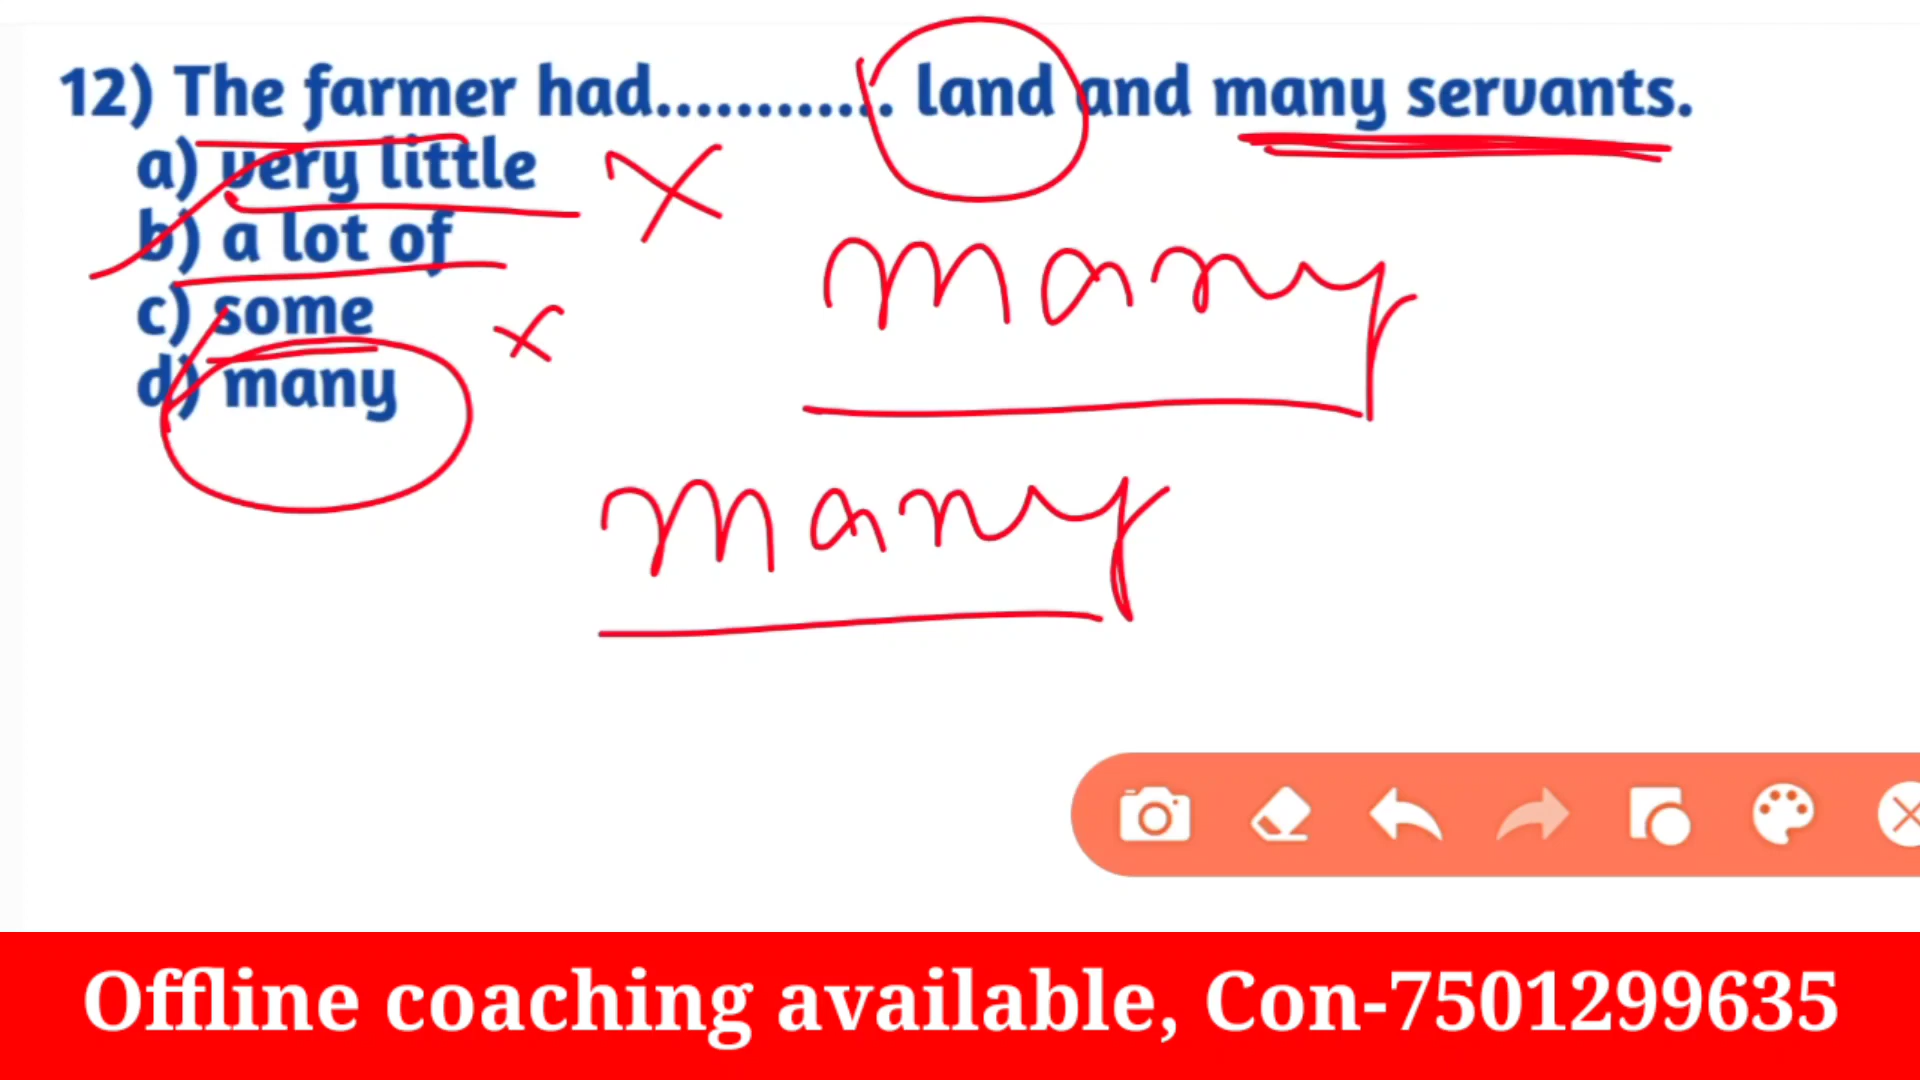 12) The farmer had............ land and many servants.
a) very little
b) a lot of
c) some
d) many
many
many
Offline coaching available, Con-7501299635